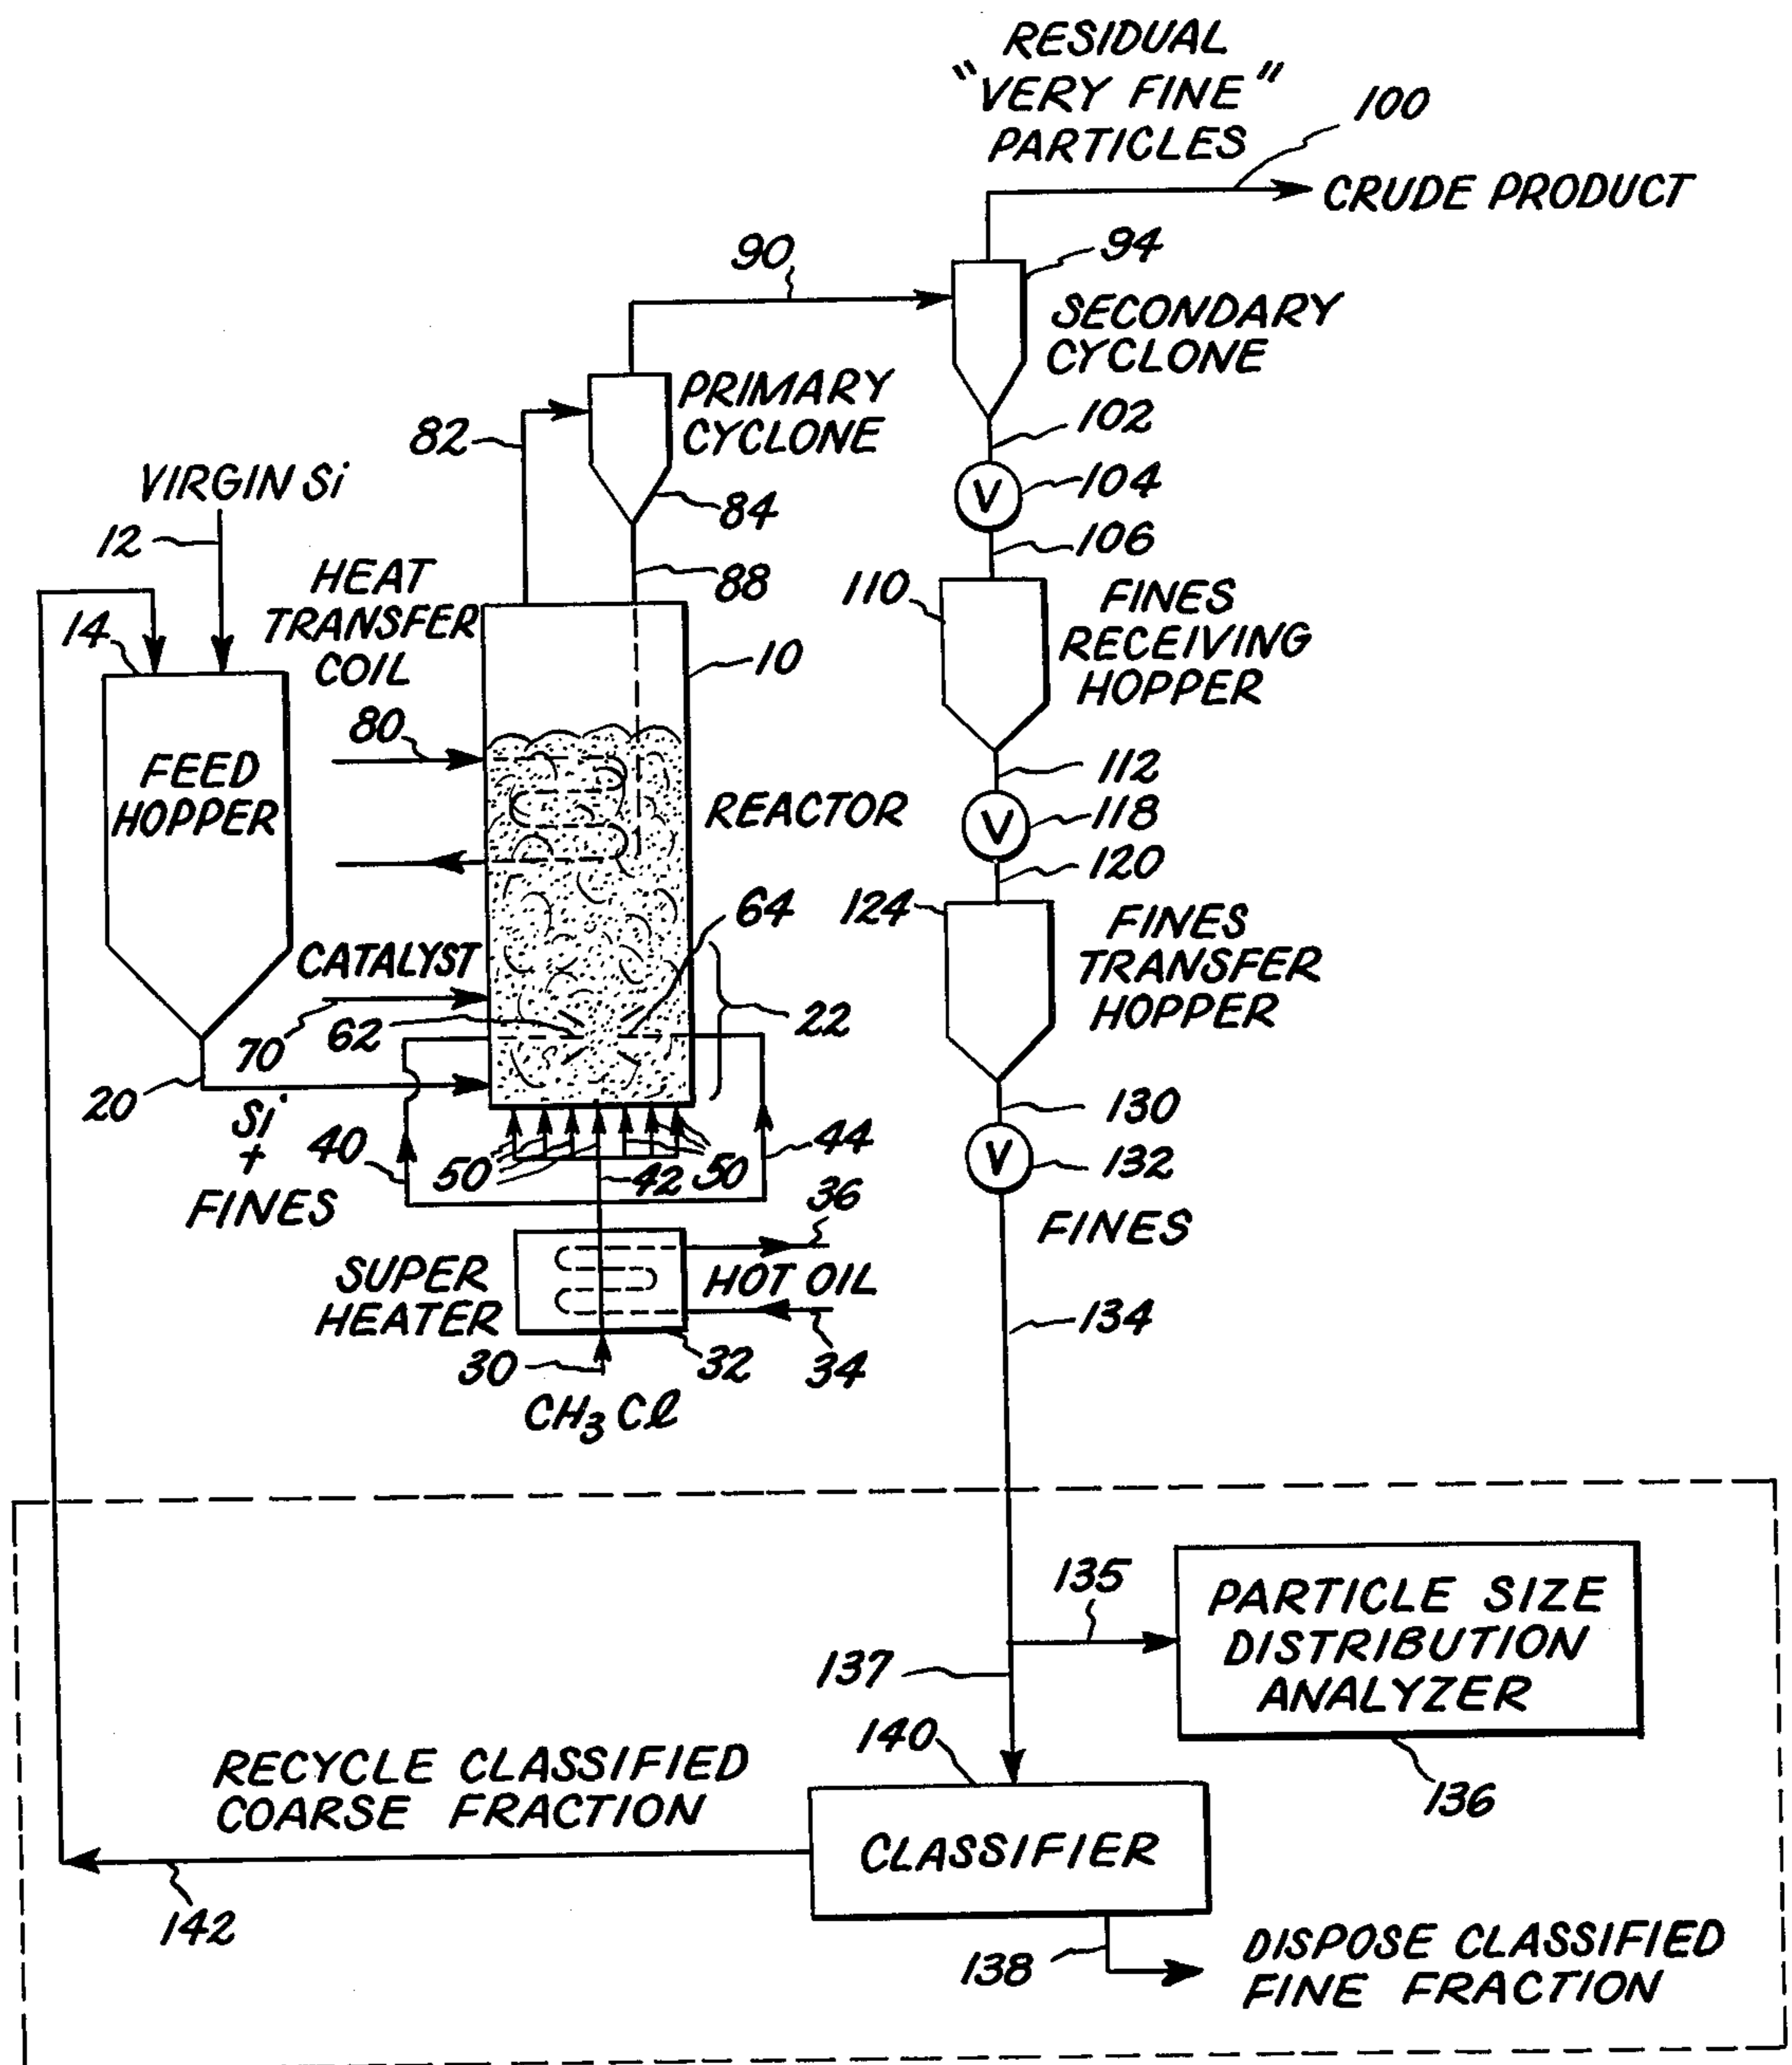 RESIDUAL
"VERY FINE"
PARTICLES
100
CRUDE PRODUCT
94
90
SECONDARY
CYCLONE
PRIMARY
CYCLONE
82
102
VIRGIN Si
84
V
104
12
106
HEAT
TRANSFER
COIL
88
110
FINES
RECEIVING
HOPPER
14
10
80
112
FEED
HOPPER
REACTOR
V
118
120
64
124
FINES
TRANSFER
HOPPER
CATALYST
22
70
62
20
130
Si
+
FINES
40
50
42
50
44
V
132
36
FINES
SUPER
HEATER
HOT OIL
134
30
32
34
CH3 Cl
135
PARTICLE SIZE
DISTRIBUTION
ANALYZER
137
140
136
RECYCLE CLASSIFIED
COARSE FRACTION
CLASSIFIER
142
138
DISPOSE CLASSIFIED
FINE FRACTION